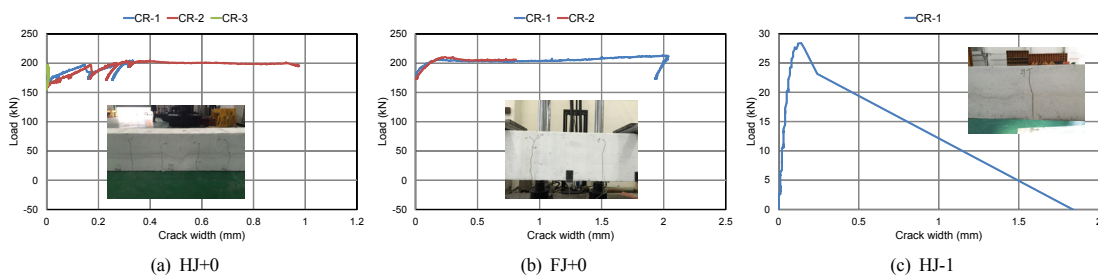 CR-1 CR-2 CR-3
250
200
150
100
50
0
-50
Load (kN)
0 0.2 0.4 0.6 0.8 1 1.2
Crack width (mm)
(a) HJ+0
CR-1 CR-2
250
200
150
100
50
0
-50
Load (kN)
0 0.5 1 1.5 2 2.5
Crack width (mm)
(b) FJ+0
CR-1
30
25
20
15
10
5
0
Load (kN)
0 0.5 1 1.5 2
Crack width (mm)
(c) HJ-1